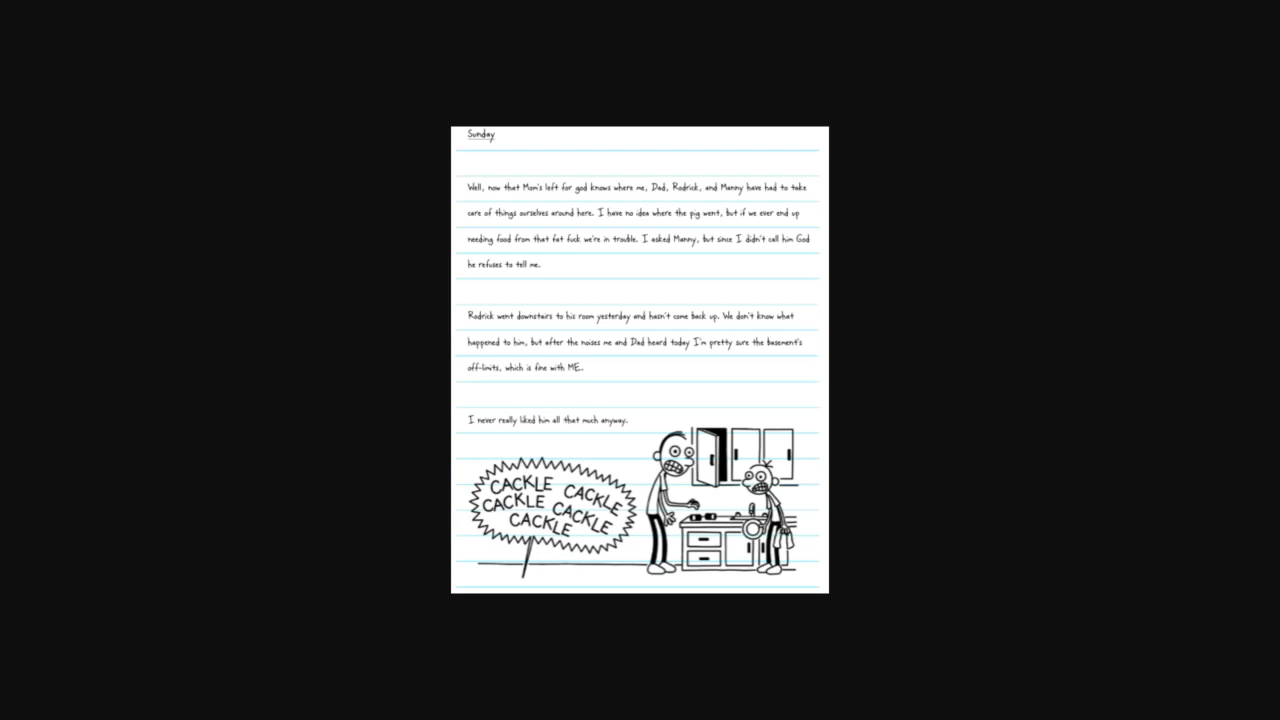 Sunday
Well, now that Mom's left for god knows where me, Dad, Rodrick, and Manny have had to take
care of things ourselves around here. I have no idea where the pig went, but if we ever end up
needing food from that fat fuck we're in trouble. I asked Manny, but since I didn't call him God
he refuses to tell me.
Rodrick went downstairs to his room yesterday and hasn't come back up. We don't know what
happened to him, but after the noises me and Dad heard today I'm pretty sure the basement's
off-limits, which is fine with ME.
I never really liked him all that much anyway.
CACKLE CACKLE
CACKLE CACKLE
CACKLE